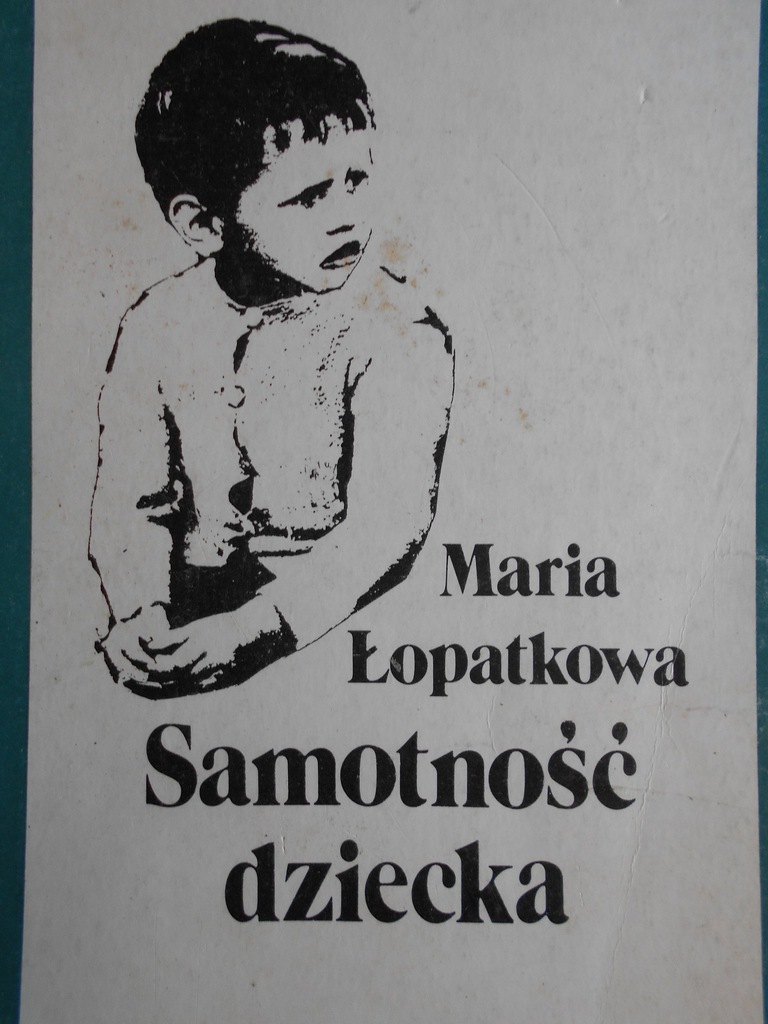 Maria
Łopatkowa
Samotność
dziecka